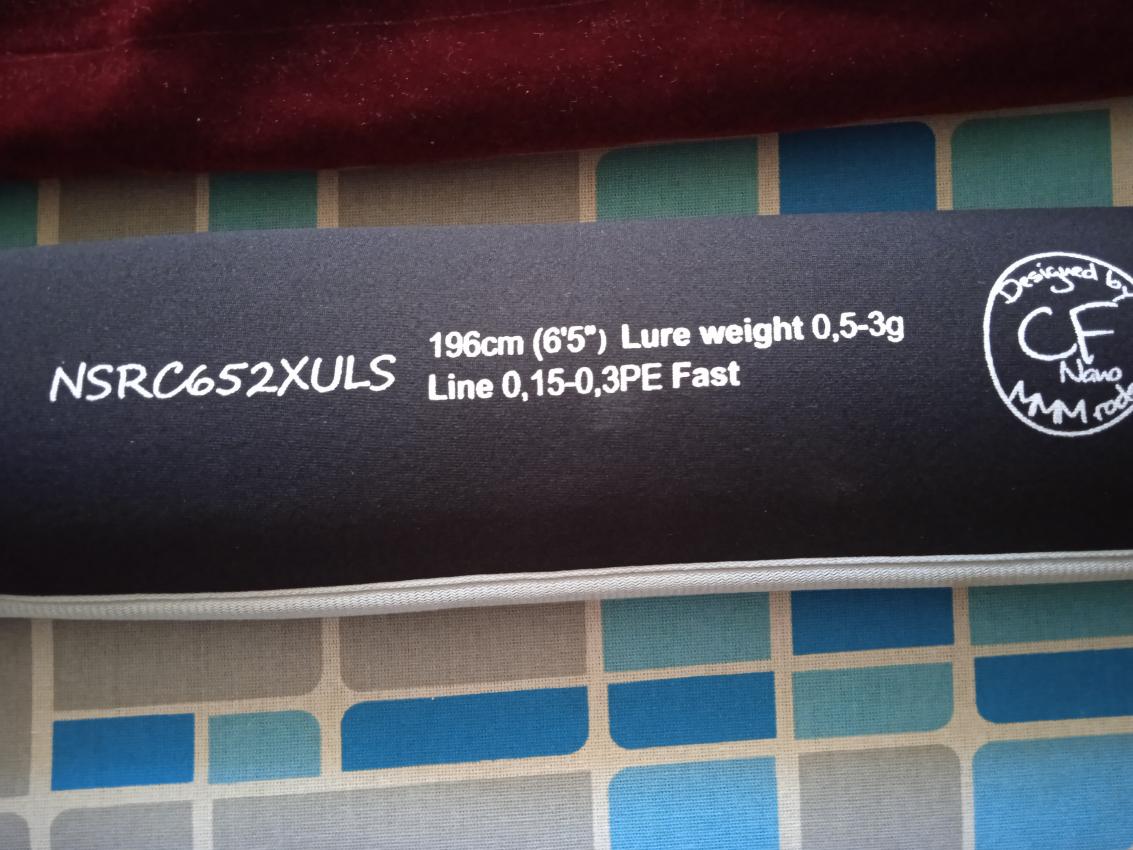 NSRC652XULS
196cm (6'5") Lure weight 0,5-3g
Line 0,15-0,3PE Fast
Designed by
CF
Nano
MMM rods